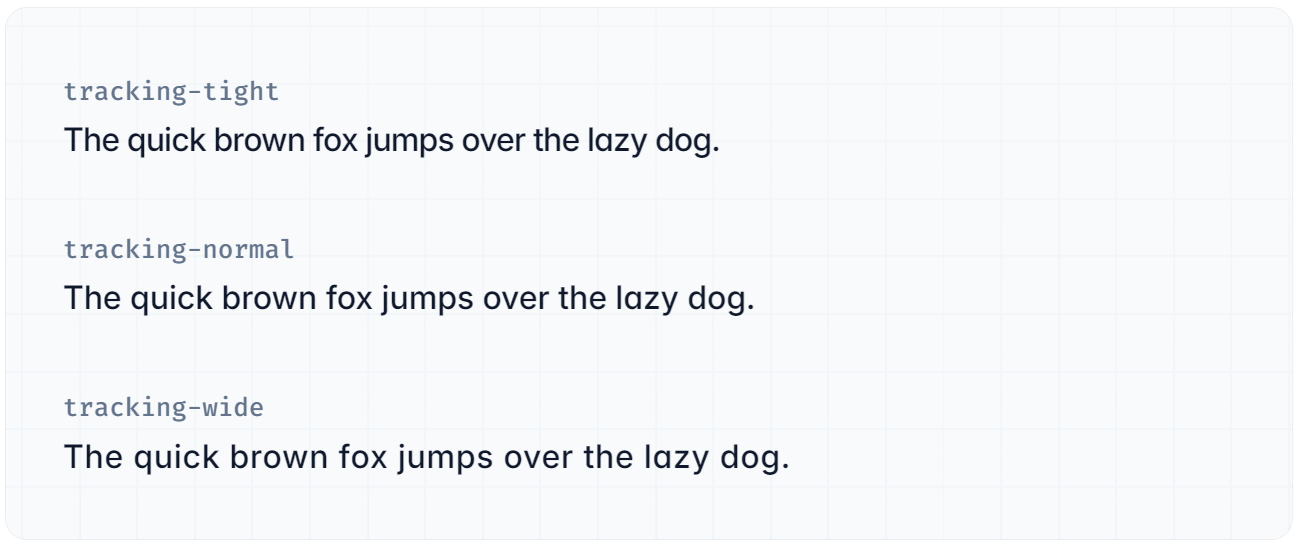 tracking-tight
The quick brown fox jumps over the lazy dog.
tracking-normal
The quick brown fox jumps over the lazy dog.
tracking-wide
The quick brown fox jumps over the lazy dog.